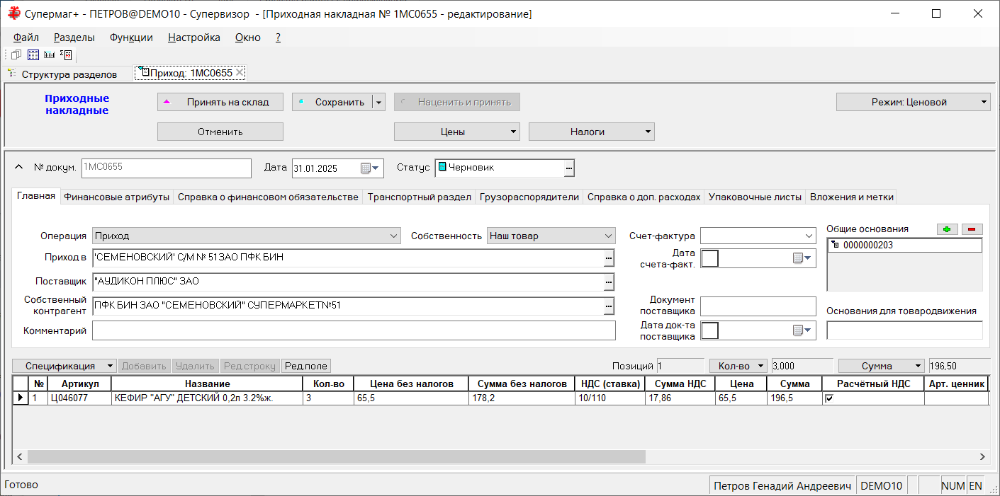 Супермаг+ - ПЕТРОВ@DEMO10 - Супервизор - [Приходная накладная № 1МС0655 - редактирование]
Файл Разделы Функции Настройка Окно ?
Структура разделов Приход: 1МС0655
Приходные накладные
Принять на склад Сохранить Наценить и принять Режим: Ценовой
Отменить Цены Налоги
№ докум. 1МС0655 Дата 31.01.2025 Статус Черновик ...
Главная Финансовые атрибуты Справка о финансовом обязательстве Транспортный раздел Грузораспорядители Справка о доп. расходах Упаковочные листы Вложения и метки
Операция Приход Собственность Наш товар Счет-фактура Общие основания
Приход в 'СЕМЕНОВСКИЙ' С/М № 51ЗАО ПФК БИН ... Дата счета-факт. 0000000203
Поставщик "АУДИКОН ПЛЮС" ЗАО ...
Собственный контрагент ПФК БИН ЗАО "СЕМЕНОВСКИЙ" СУПЕРМАРКЕТ№51 ... Документ поставщика Основания для товародвижения
Комментарий Дата док-та поставщика
Спецификация Добавить Удалить Ред.строку Ред.поле Позиций 1 Кол-во 3,000 Сумма 196,50
№ Артикул Название Кол-во Цена без налогов Сумма без налогов НДС (ставка) Сумма НДС Цена Сумма Расчётный НДС Арт. ценник
1 Ц046077 КЕФИР "АГУ" ДЕТСКИЙ 0,2л 3.2%ж. 3 65,5 178,2 10/110 17,86 65,5 196,5
Готово Петров Генадий Андреевич DEMO10 NUM EN